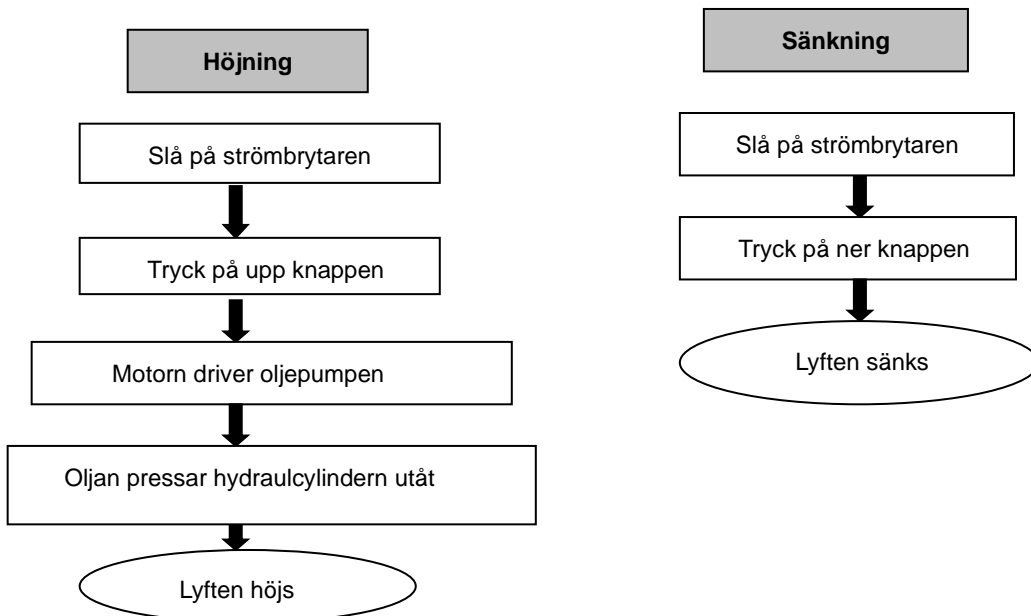 Höjning
Slå på strömbrytaren
Tryck på upp knappen
Motorn driver oljepumpen
Oljan pressar hydraulcylindern utåt
Lyften höjs
Sänkning
Slå på strömbrytaren
Tryck på ner knappen
Lyften sänks